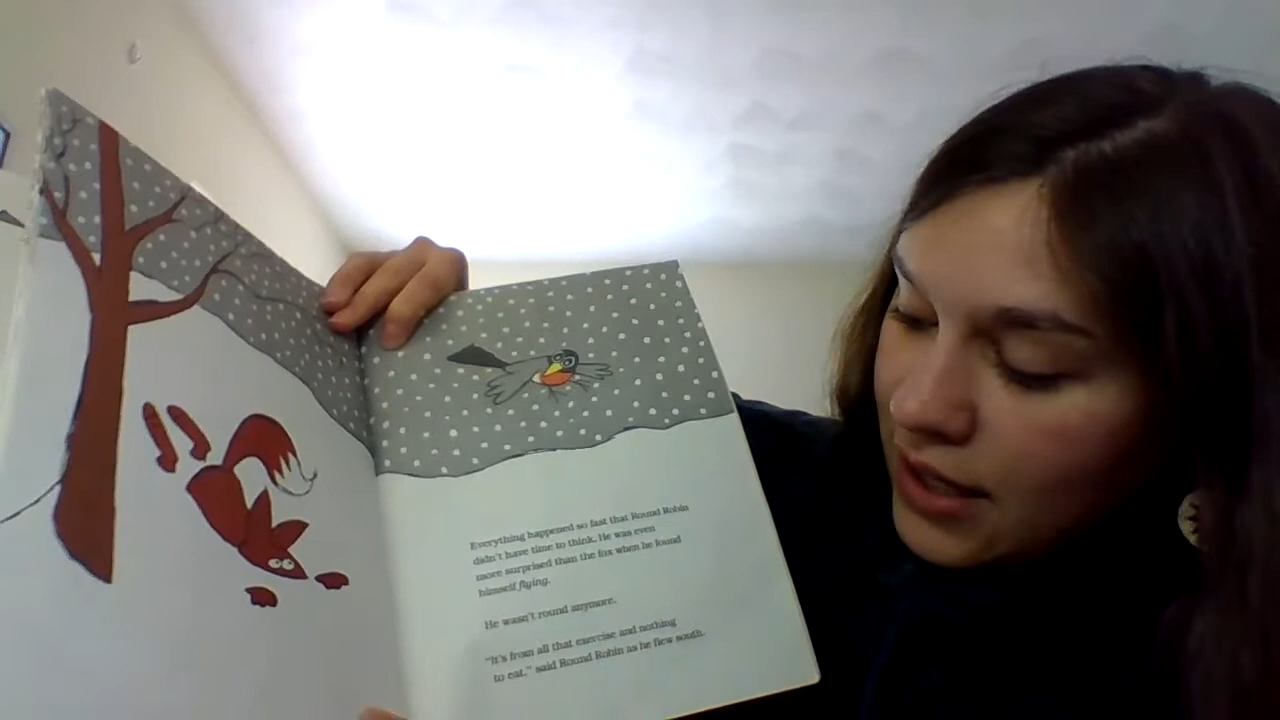 Everything happened so fast that Round Robin
didn't have time to think. He was even
more surprised than the fox when he found
himself flying.
He wasn't round anymore.
"It's from all that exercise and nothing
to eat," said Round Robin as he flew south.